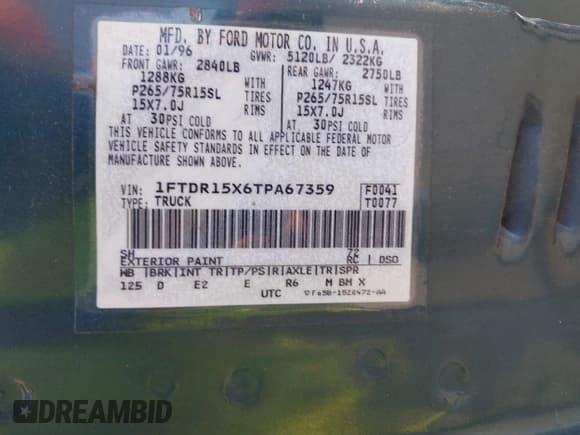 MFD. BY FORD MOTOR CO. IN U.S.A.
DATE: 01/96 GVWR: 5120LB/ 2322KG
FRONT GAWR: 2840LB REAR GAWR: 2750LB
1288KG WITH 1247KG WITH
P265/75R15SL TIRES P265/75R15SL TIRES
15X7.0J RIMS 15X7.0J RIMS
AT 30PSI COLD AT 30PSI COLD
THIS VEHICLE CONFORMS TO ALL APPLICABLE FEDERAL MOTOR
VEHICLE SAFETY STANDARDS IN EFFECT ON THE DATE OF
MANUFACTURE SHOWN ABOVE.
VIN: 1FTDR15X6TPA67359 F0041
TYPE: TRUCK T0077
SH 72
EXTERIOR PAINT RC DSO
WB BRK INT TR TP/PS R AXLE TR SPR
125 D E2 E R6 M BM X
UTC
DREAMBID